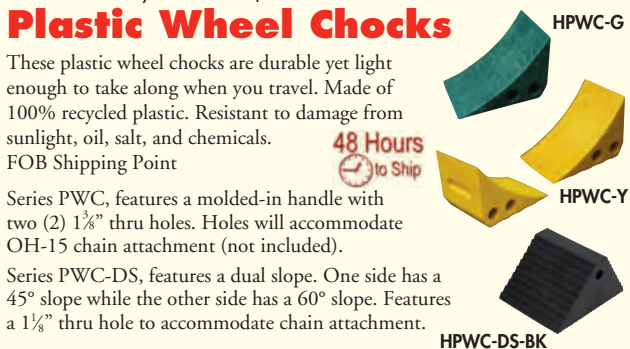 Plastic Wheel Chocks
HPWC-G
These plastic wheel chocks are durable yet light
enough to take along when you travel. Made of
100% recycled plastic. Resistant to damage from
sunlight, oil, salt, and chemicals.
FOB Shipping Point
48 Hours
to Ship
HPWC-Y
Series PWC, features a molded-in handle with
two (2) 1⅜” thru holes. Holes will accommodate
OH-15 chain attachment (not included).
Series PWC-DS, features a dual slope. One side has a
45° slope while the other side has a 60° slope. Features
a 1⅛” thru hole to accommodate chain attachment.
HPWC-DS-BK